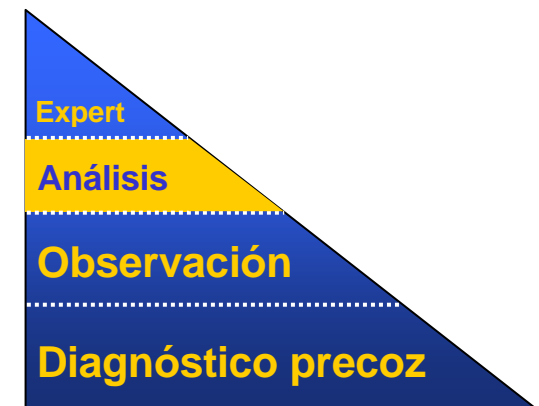 Expert
Análisis
Observación
Diagnóstico precoz